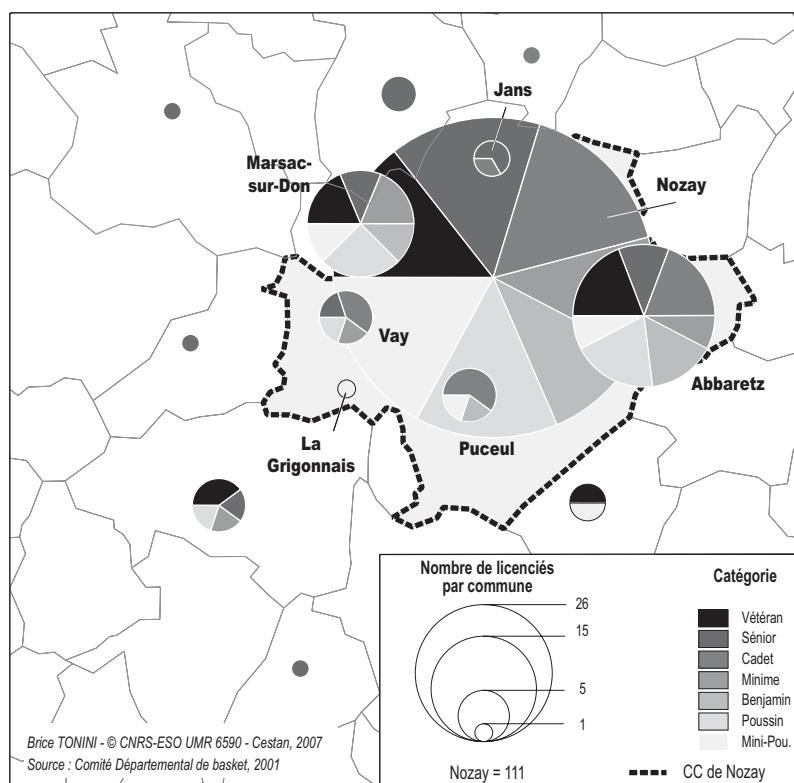 Jans
Marsac-
sur-Don
Nozay
Vay
Abbaretz
La
Grigonnais
Puceul
Nombre de licenciés
par commune
26
15
5
1
Nozay = 111
Catégorie
Vétéran
Sénior
Cadet
Minime
Benjamin
Poussin
Mini-Pou.
CC de Nozay
Brice TONINI - © CNRS-ESO UMR 6590 - Cestan, 2007
Source : Comité Départemental de basket, 2001